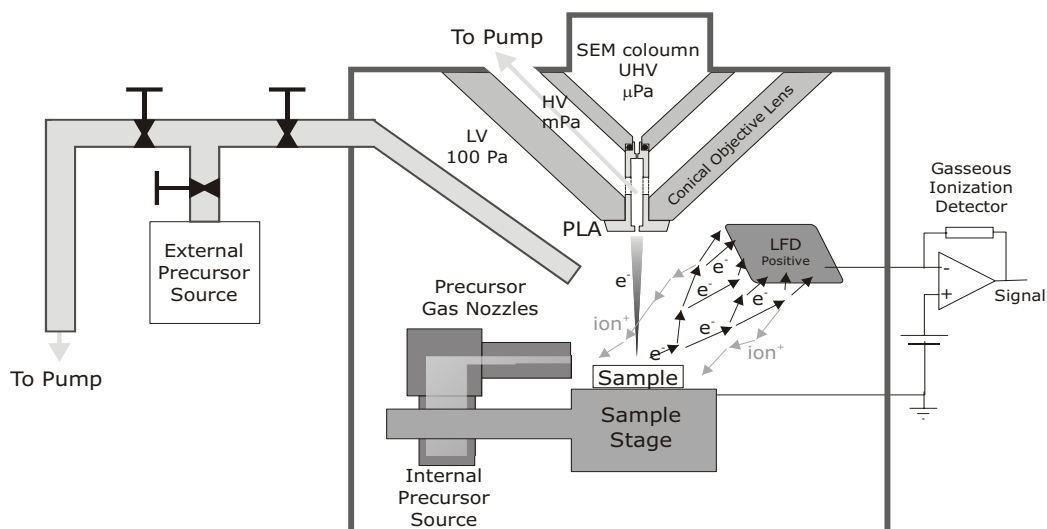 To Pump
SEM coloumn
UHV
µPa
HV
mPa
LV
100 Pa
Conical Objective Lens
PLA
External
Precursor
Source
To Pump
Precursor
Gas Nozzles
e-
LFD
Positive
Gasseous
Ionization
Detector
-
+
Signal
e-
e-
e-
e-
e-
ion+
ion+
e-
Sample
Sample
Stage
Internal
Precursor
Source